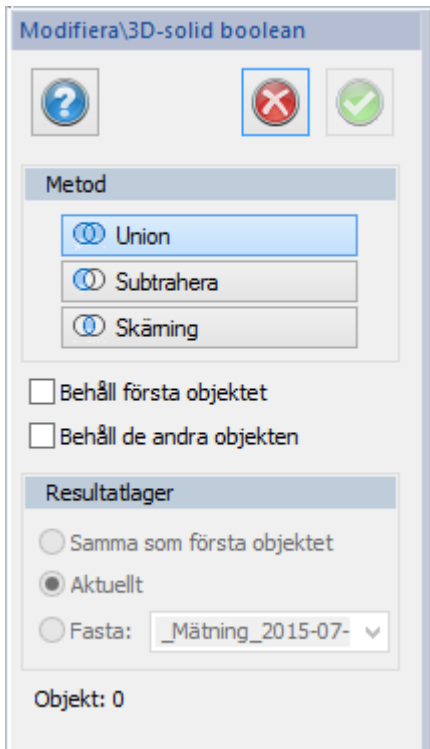 Modifiera\3D-solid boolean
Metod
Union
Subtrahera
Skärning
Behåll första objektet
Behåll de andra objekten
Resultatlager
Samma som första objektet
Aktuellt
Fasta: _Mätning_2015-07-
Objekt: 0